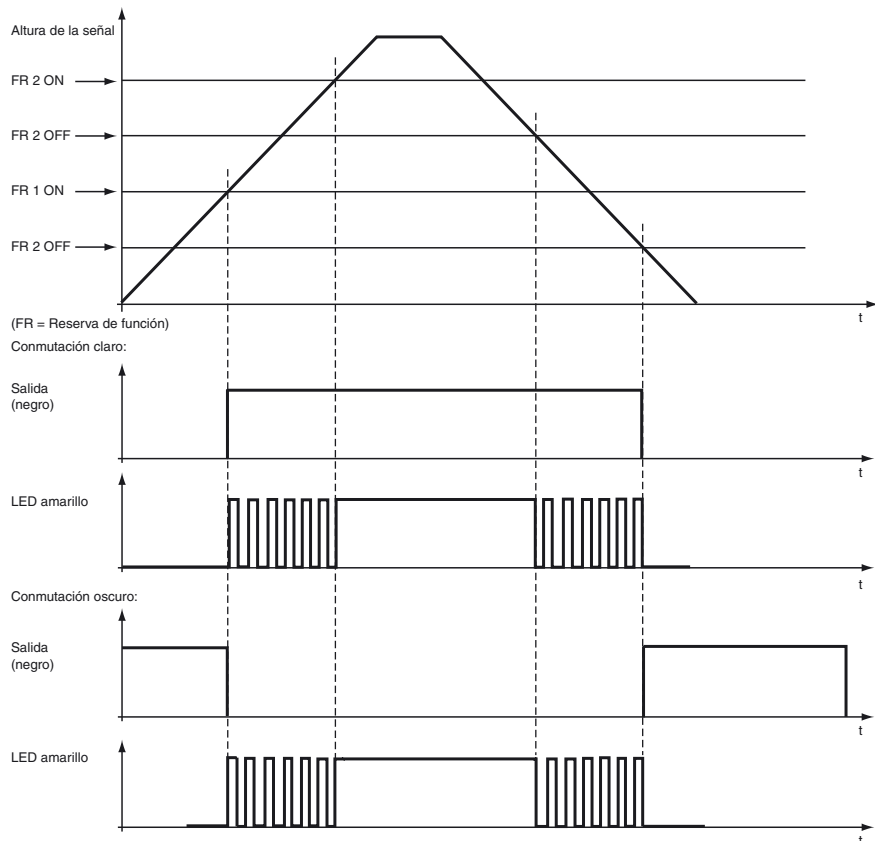 Altura de la señal
FR 2 ON
FR 2 OFF
FR 1 ON
FR 2 OFF
t
(FR = Reserva de función)
Conmutación claro:
Salida
(negro)
t
LED amarillo
t
Conmutación oscuro:
Salida
(negro)
t
LED amarillo
t